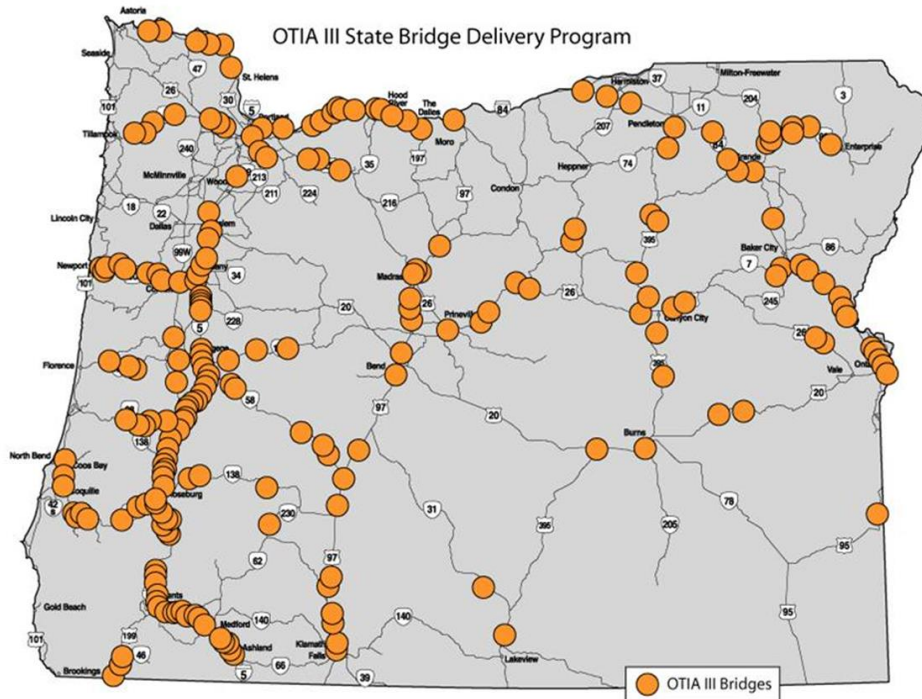 OTIA III State Bridge Delivery Program
Astoria
Seaside
47
St. Helens
26
30
101
5
Hood
River
The
Dalles
84
37
Milton-Freewater
11
204
3
207
Pendleton
Enterprise
Tillamook
Moro
240
35
197
Heppner
74
84
McMinnville
213
211
224
216
97
Condon
18
22
Dallas
Lincoln City
99W
395
Baker City
86
7
Newport
101
34
Madras
26
26
245
20
228
5
Prineville
26
Florence
Bend
Vale
20
58
97
20
Burns
138
North Bend
Coos Bay
138
42
Roseburg
230
31
395
205
78
95
62
97
Gold Beach
140
Medford
140
95
101
199
46
Ashland
Klamath
Falls
Lakeview
Brookings
5
66
39
OTIA III Bridges